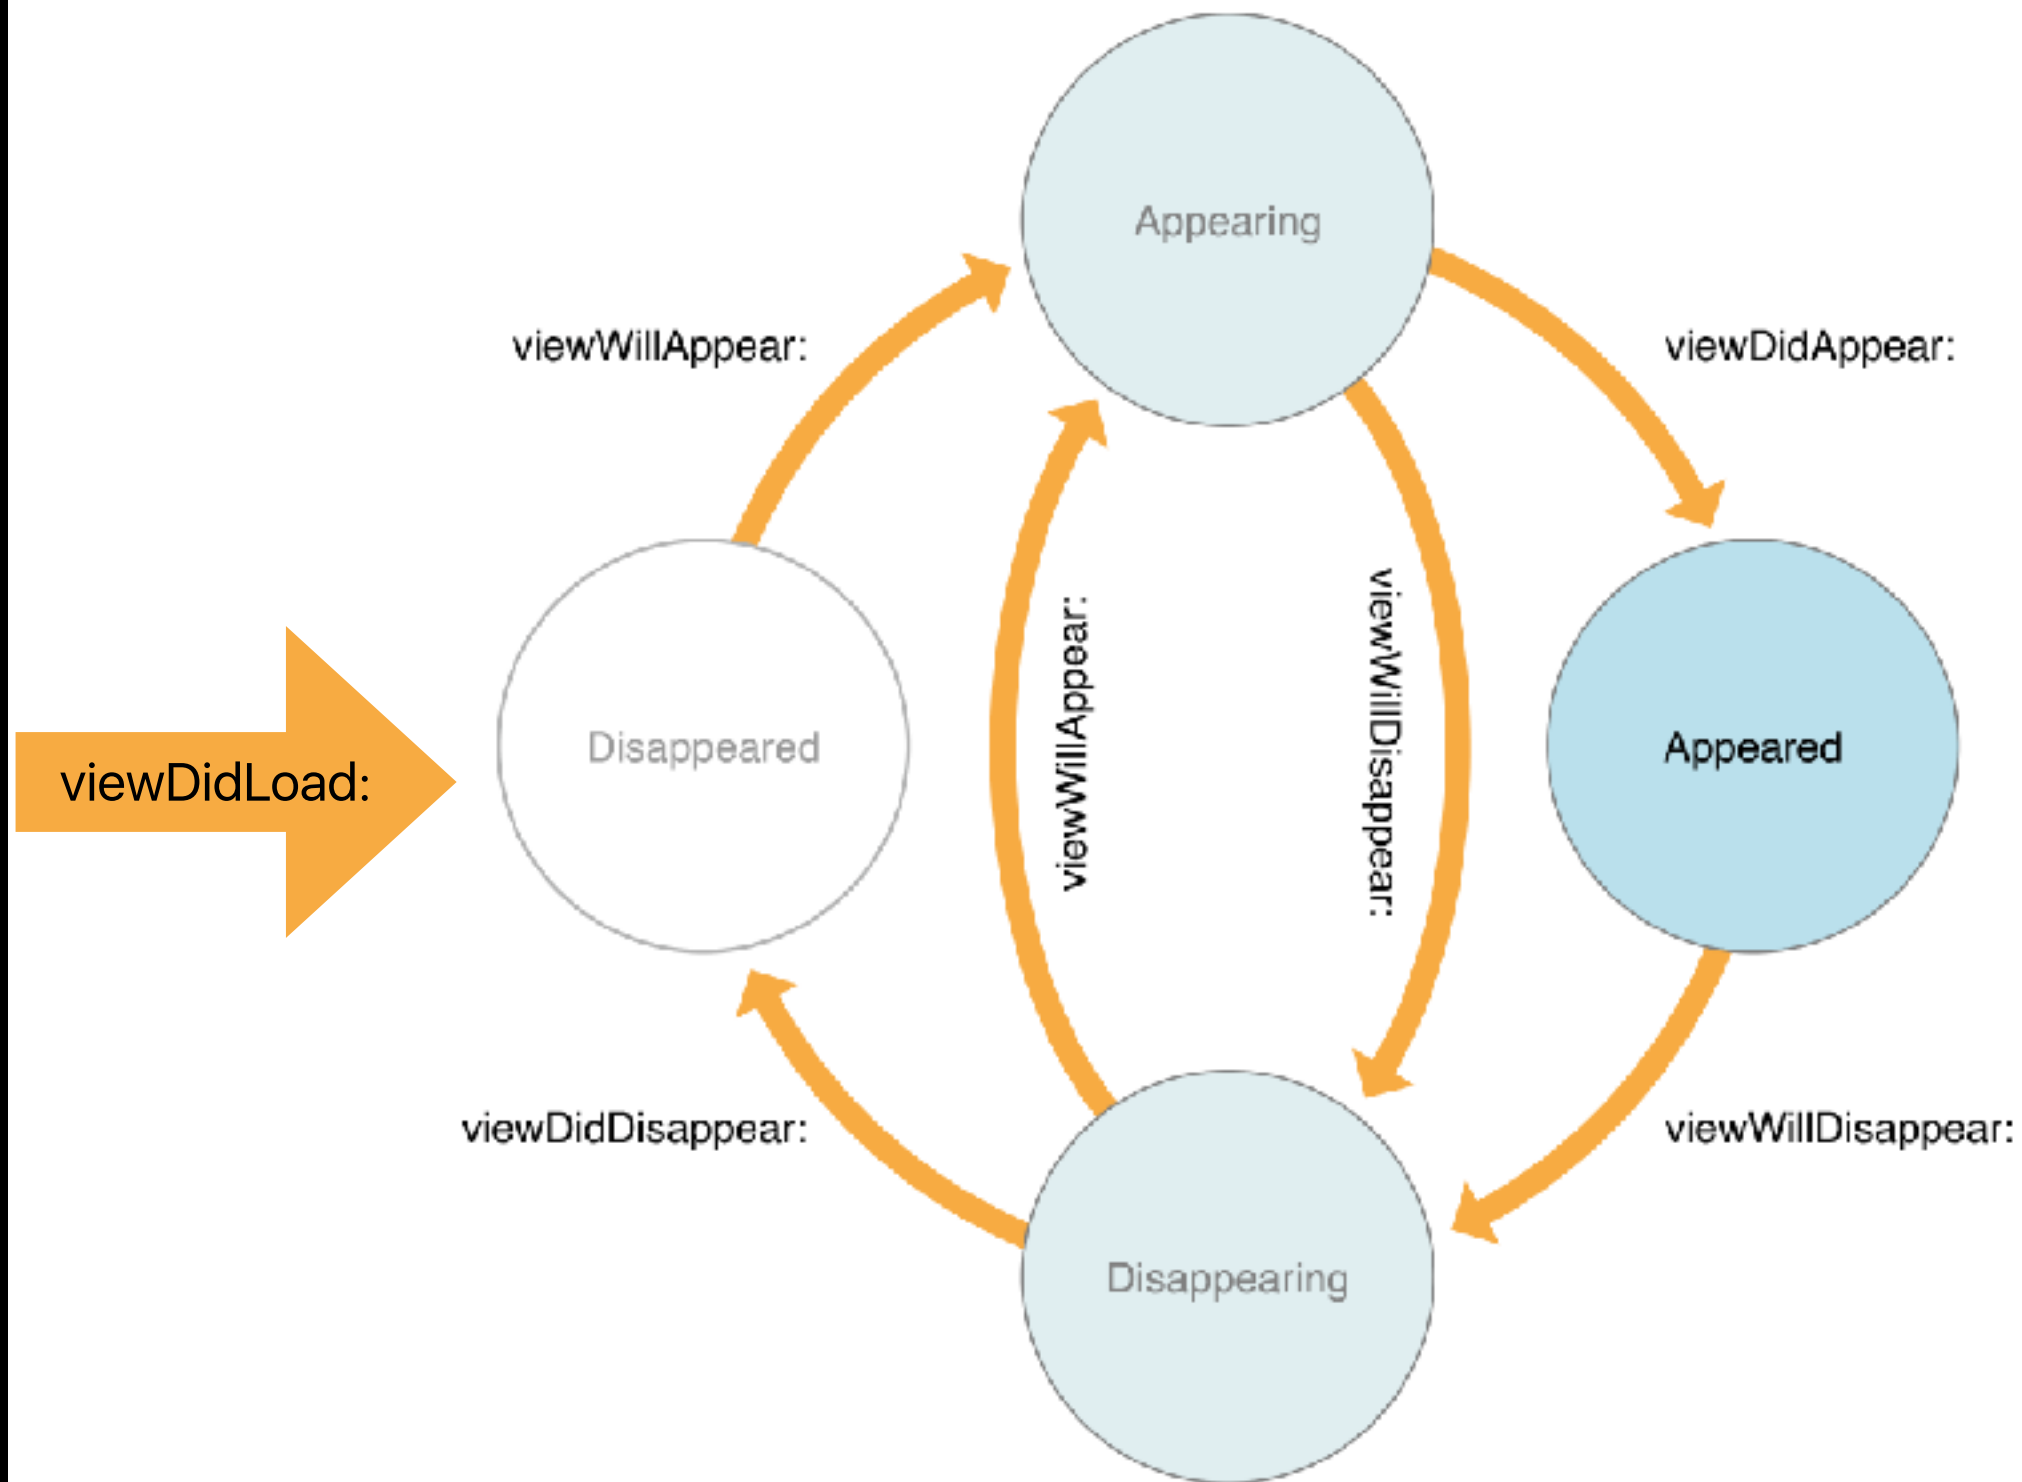 Appearing
viewWillAppear:
viewDidAppear:
viewWillAppear:
viewWillDisappear:
viewDidLoad:
Disappeared
Appeared
viewDidDisappear:
viewWillDisappear:
Disappearing